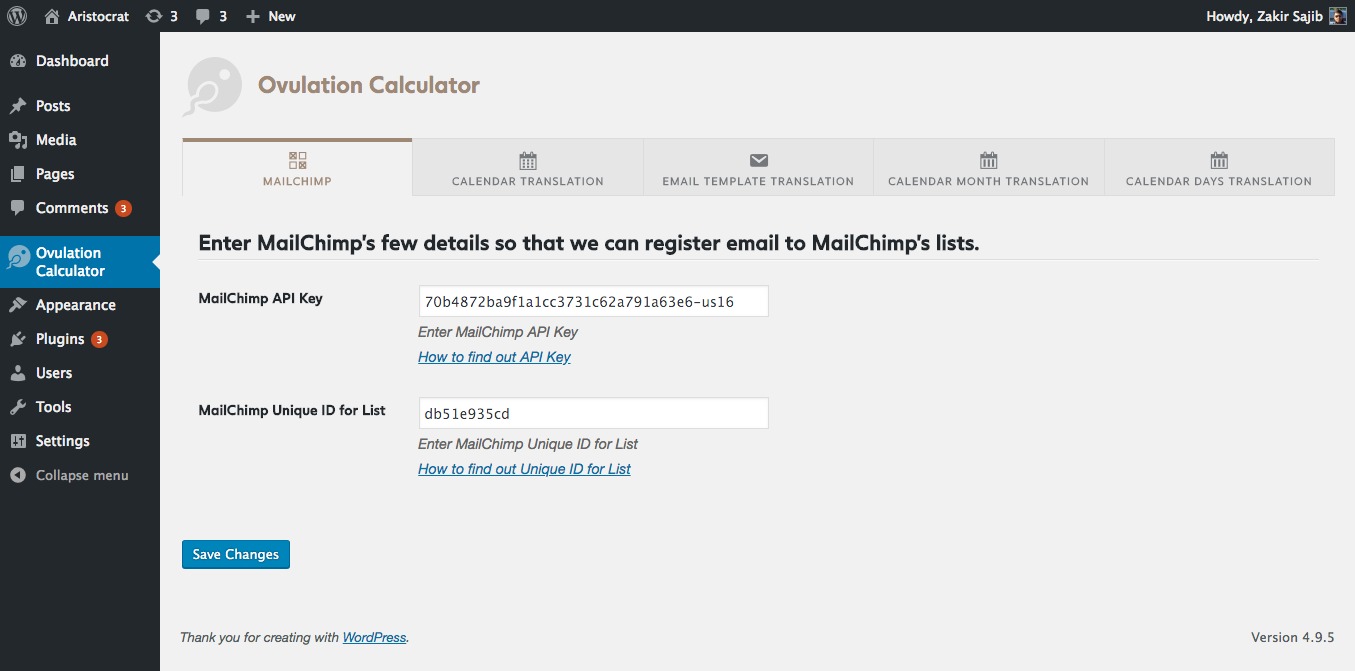 Aristocrat 3 3 New Howdy, Zakir Sajib
Dashboard
Posts
Media
Pages
Comments 3
Ovulation
Calculator
Appearance
Plugins 3
Users
Tools
Settings
Collapse menu
Ovulation Calculator
MAILCHIMP CALENDAR TRANSLATION EMAIL TEMPLATE TRANSLATION CALENDAR MONTH TRANSLATION CALENDAR DAYS TRANSLATION
Enter MailChimp's few details so that we can register email to MailChimp's lists.
MailChimp API Key 70b4872ba9f1a1cc3731c62a791a63e6-us16
Enter MailChimp API Key
How to find out API Key
MailChimp Unique ID for List db51e935cd
Enter MailChimp Unique ID for List
How to find out Unique ID for List
Save Changes
Thank you for creating with WordPress. Version 4.9.5